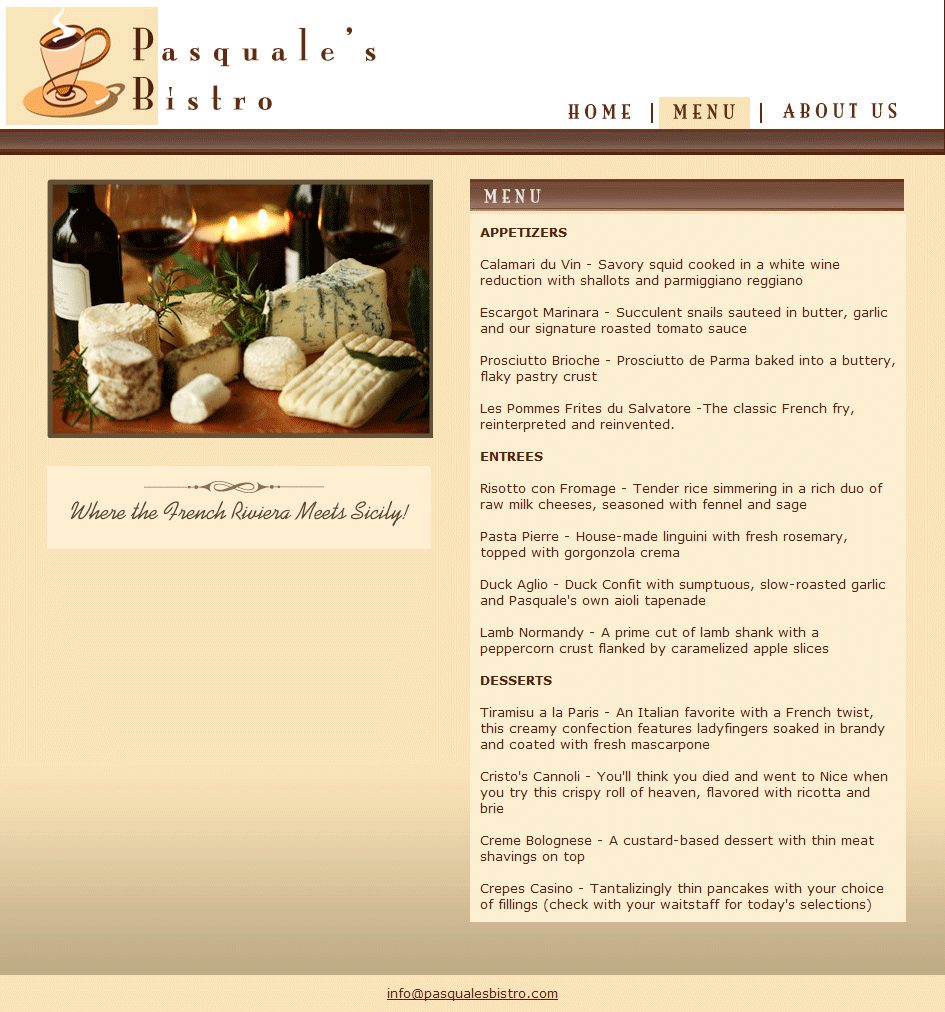 Pasquale's
Bistro
HOME | MENU | ABOUT US
MENU
APPETIZERS
Calamari du Vin - Savory squid cooked in a white wine
reduction with shallots and parmiggiano reggiano
Escargot Marinara - Succulent snails sauteed in butter, garlic
and our signature roasted tomato sauce
Prosciutto Brioche - Prosciutto de Parma baked into a buttery,
flaky pastry crust
Les Pommes Frites du Salvatore -The classic French fry,
reinterpreted and reinvented.
ENTREES
Risotto con Fromage - Tender rice simmering in a rich duo of
raw milk cheeses, seasoned with fennel and sage
Pasta Pierre - House-made linguini with fresh rosemary,
topped with gorgonzola crema
Duck Aglio - Duck Confit with sumptuous, slow-roasted garlic
and Pasquale's own aioli tapenade
Lamb Normandy - A prime cut of lamb shank with a
peppercorn crust flanked by caramelized apple slices
DESSERTS
Tiramisu a la Paris - An Italian favorite with a French twist,
this creamy confection features ladyfingers soaked in brandy
and coated with fresh mascarpone
Cristo's Cannoli - You'll think you died and went to Nice when
you try this crispy roll of heaven, flavored with ricotta and
brie
Creme Bolognese - A custard-based dessert with thin meat
shavings on top
Crepes Casino - Tantalizingly thin pancakes with your choice
of fillings (check with your waitstaff for today's selections)
Where the French Riviera Meets Sicily!
info@pasqualesbistro.com